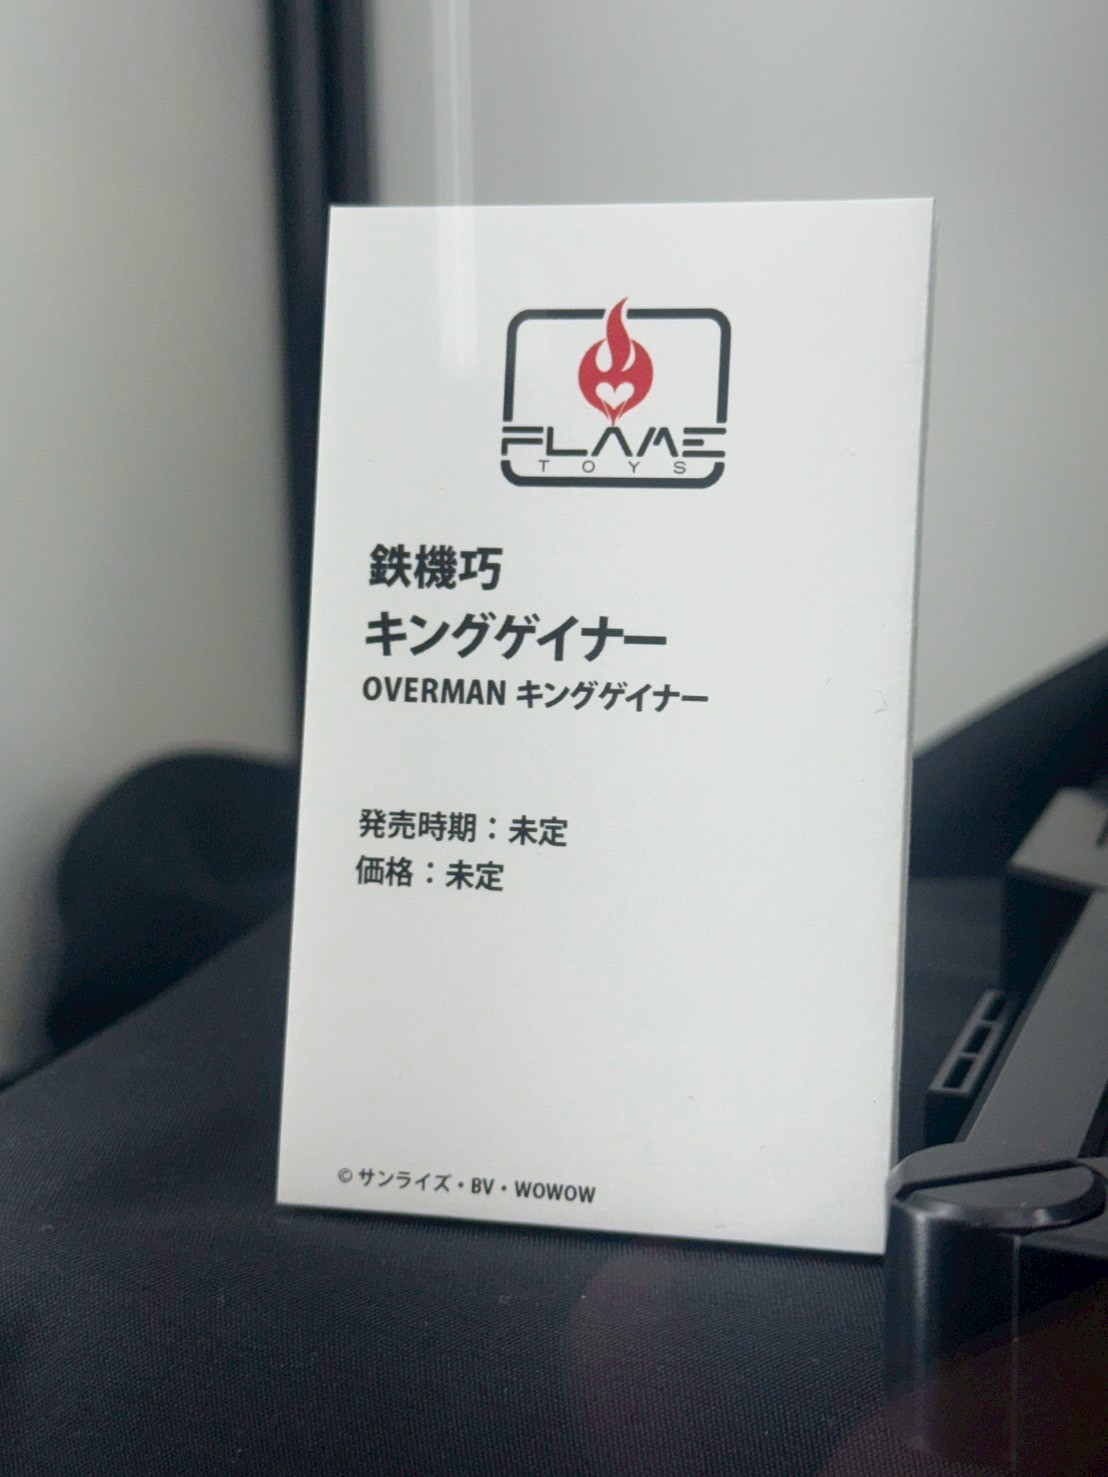 FLAME
TOYS
鉄機巧
キングゲイナー
OVERMAN キングゲイナー
発売時期：未定
価格：未定
© サンライズ・BV・WOWOW